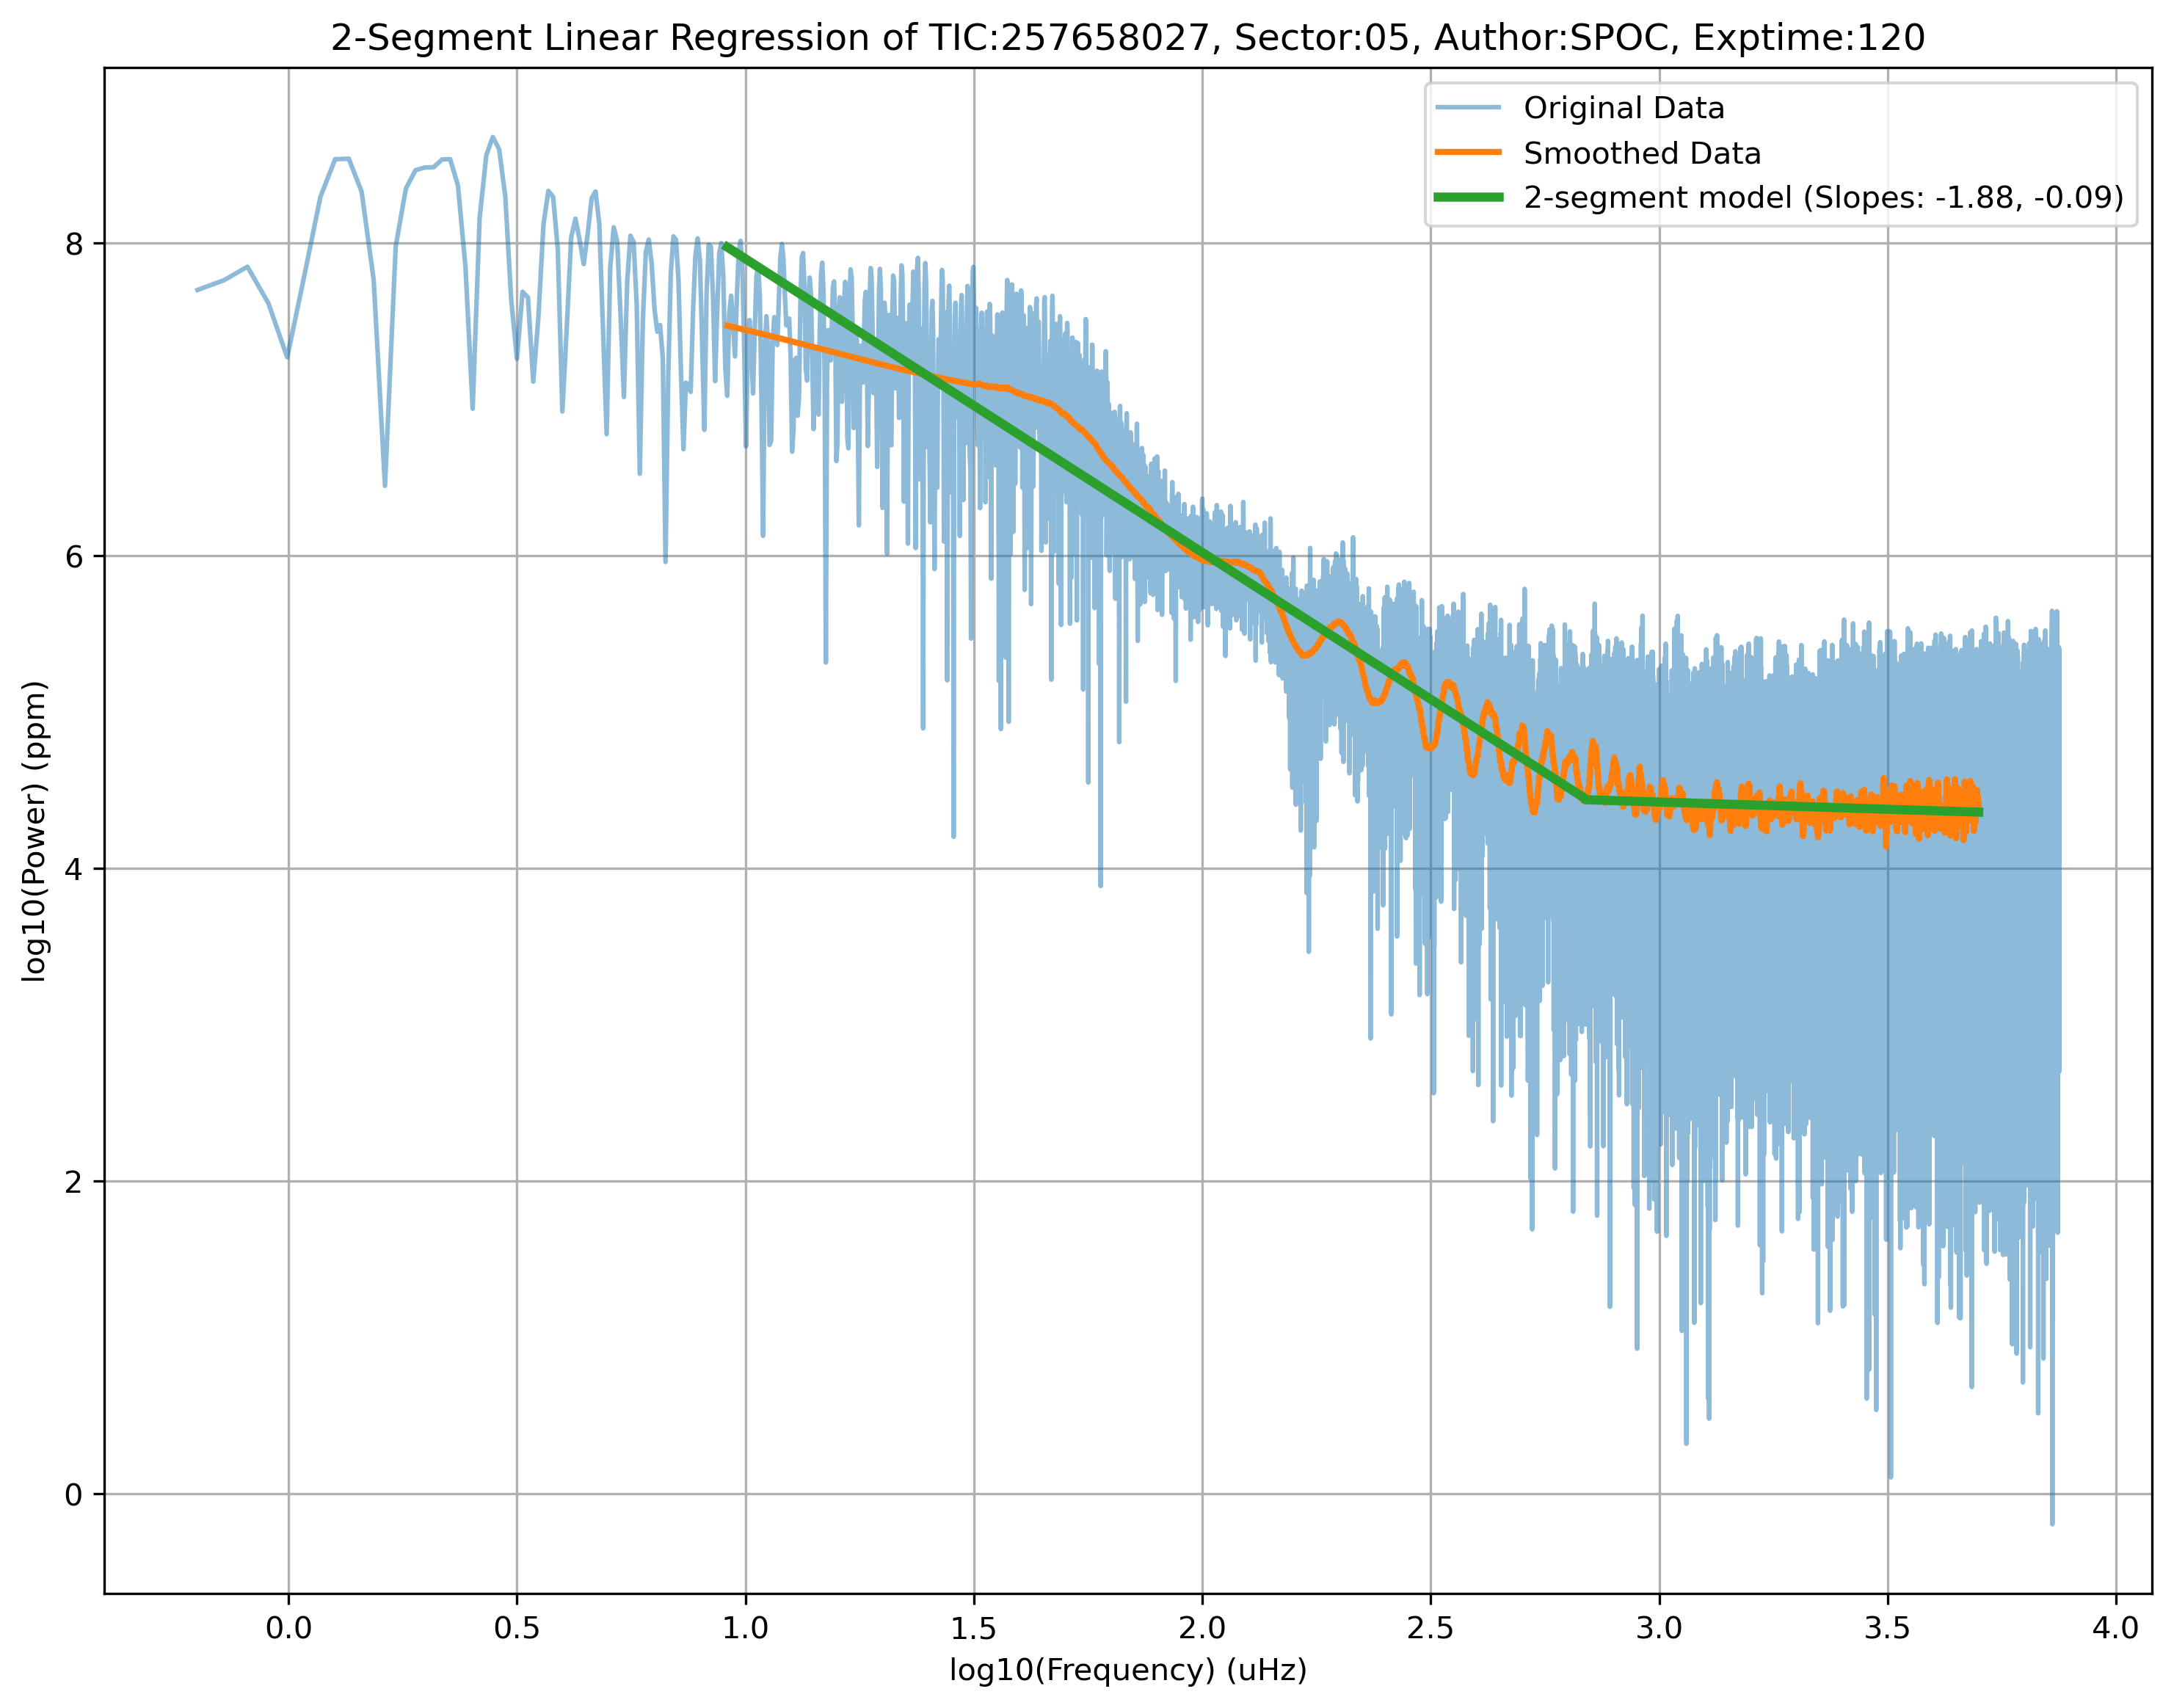 2-Segment Linear Regression of TIC:257658027, Sector:05, Author:SPOC, Exptime:120
Original Data
Smoothed Data
2-segment model (Slopes: -1.88, -0.09)
log10(Power) (ppm)
8
6
4
2
0
0.0 0.5 1.0 1.5 2.0 2.5 3.0 3.5 4.0
log10(Frequency) (uHz)